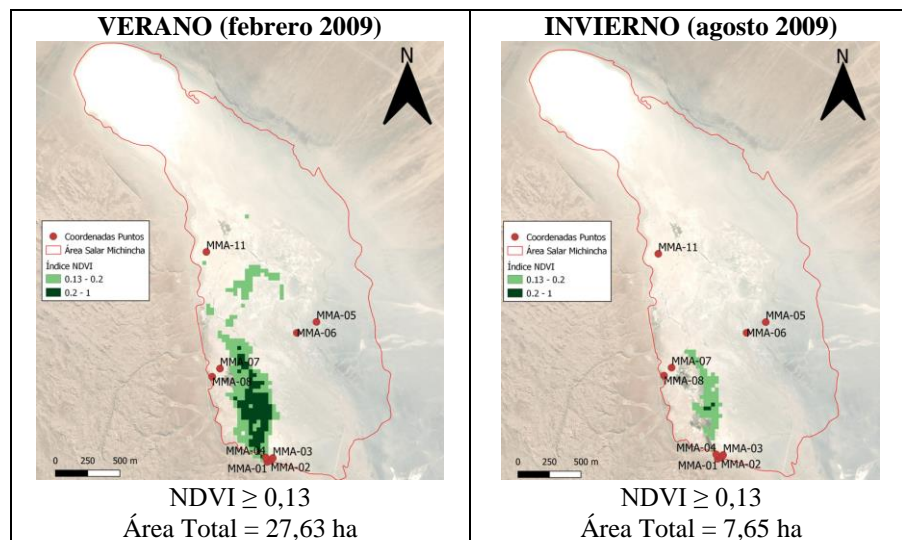 VERANO (febrero 2009)
N
MMA-11
Coordenadas Puntos
Área Salar Michincha
Índice NDVI
0.13 - 0.2
0.2 - 1
MMA-05
MMA-06
MMA-07
MMA-08
MMA-04
MMA-03
MMA-01
MMA-02
0 250 500 m
NDVI ≥ 0,13
Área Total = 27,63 ha
INVIERNO (agosto 2009)
N
MMA-11
Coordenadas Puntos
Área Salar Michincha
Índice NDVI
0.13 - 0.2
0.2 - 1
MMA-05
MMA-06
MMA-07
MMA-08
MMA-04
MMA-03
MMA-01
MMA-02
0 250 500 m
NDVI ≥ 0,13
Área Total = 7,65 ha